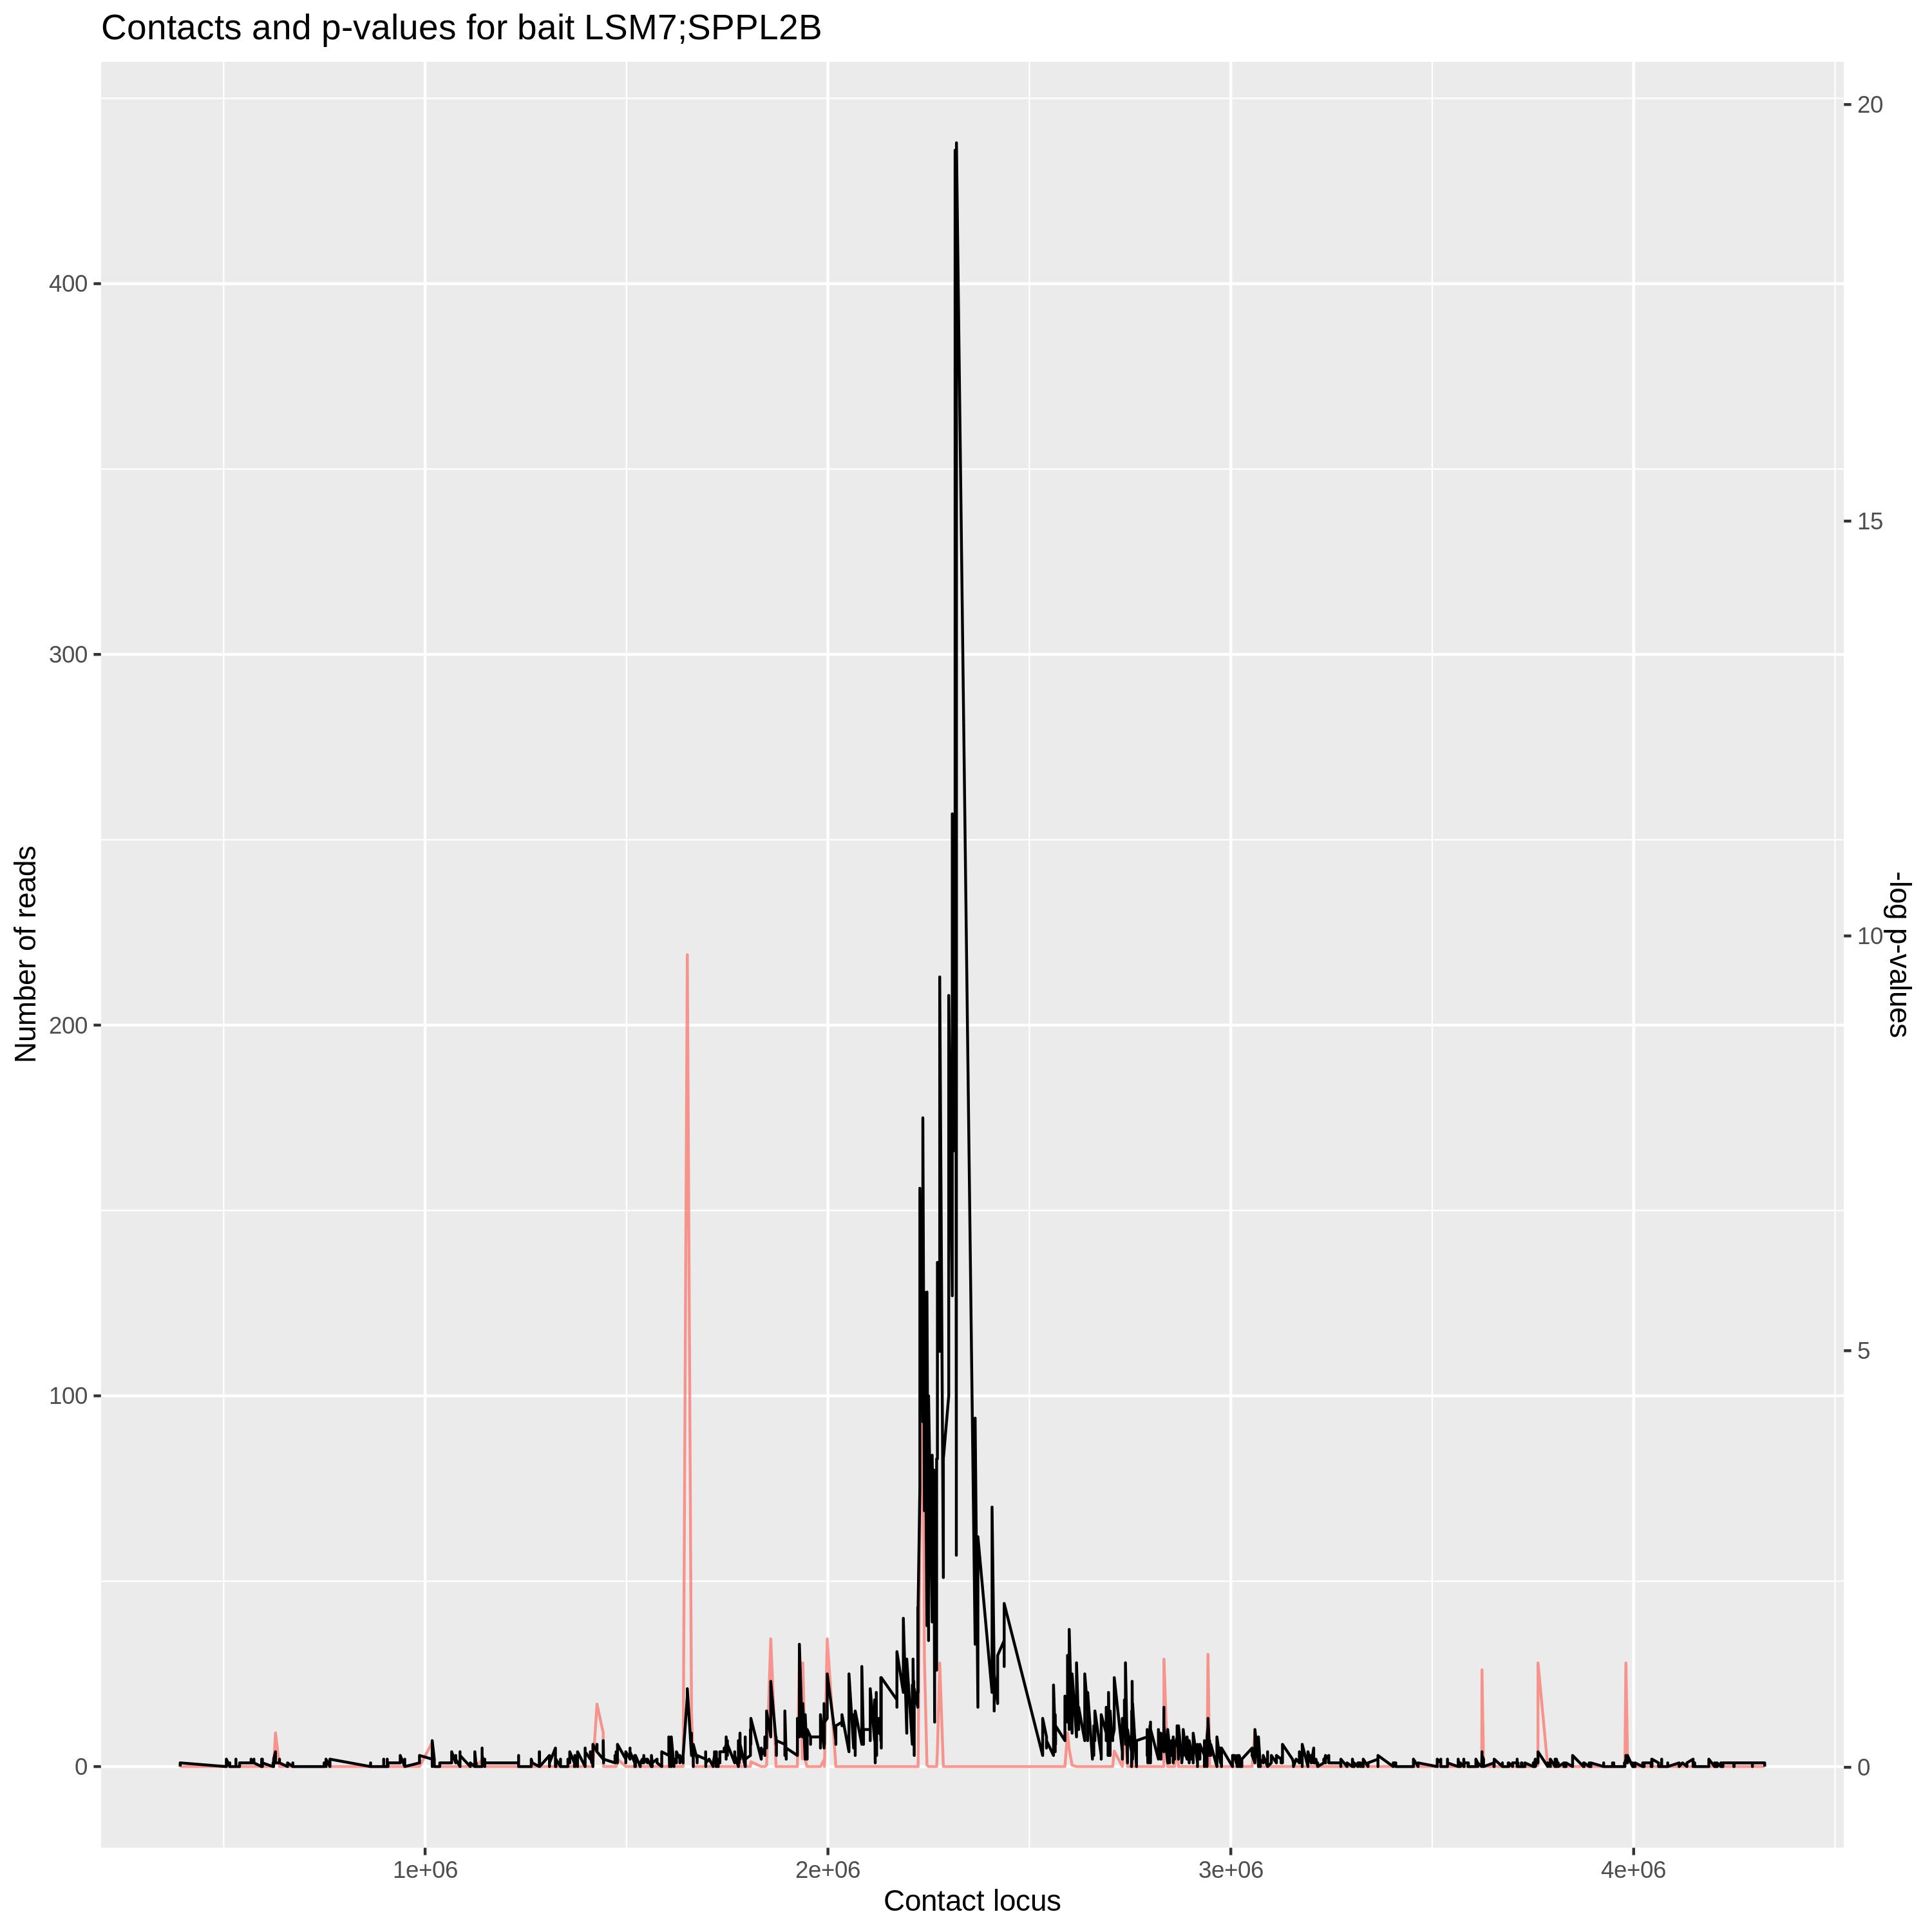 Contacts and p-values for bait LSM7;SPPL2B
Number of reads
400
300
200
100
0
20
15
10
5
0
-log p-values
1e+06 2e+06 3e+06 4e+06
Contact locus